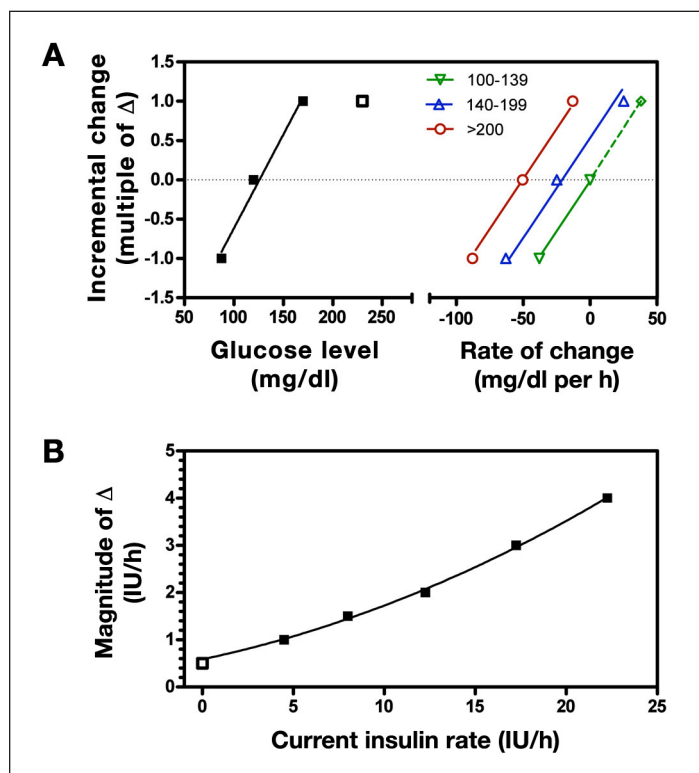 A
Incremental change
(multiple of Δ)
1.5
1.0
0.5
0.0
-0.5
-1.0
-1.5
50 100 150 200 250
Glucose level
(mg/dl)
100-139
140-199
>200
-100 -50 0 50
Rate of change
(mg/dl per h)
B
Magnitude of Δ
(IU/h)
5
4
3
2
1
0
0 5 10 15 20 25
Current insulin rate (IU/h)